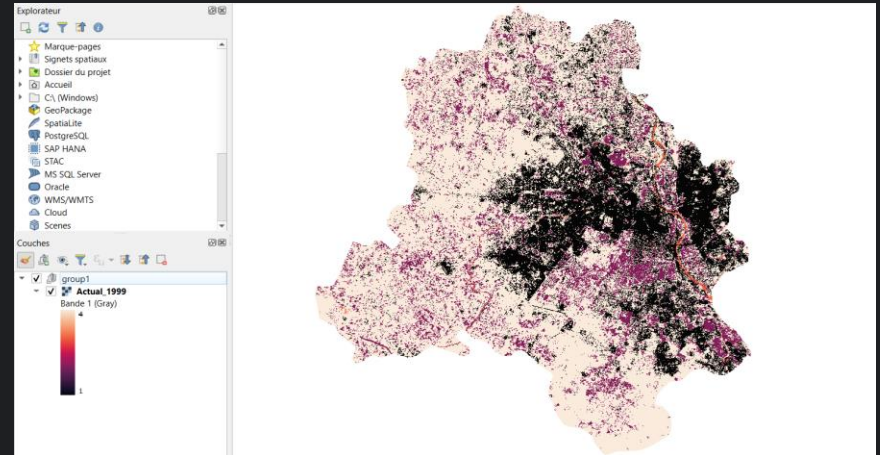 Explorateur
Marque-pages
Signets spatiaux
Dossier du projet
Accueil
C:\ (Windows)
GeoPackage
SpatiaLite
PostgreSQL
SAP HANA
STAC
MS SQL Server
Oracle
WMS/WMTS
Cloud
Scenes
Couches
group1
Actual_1999
Bande 1 (Gray)
4
1